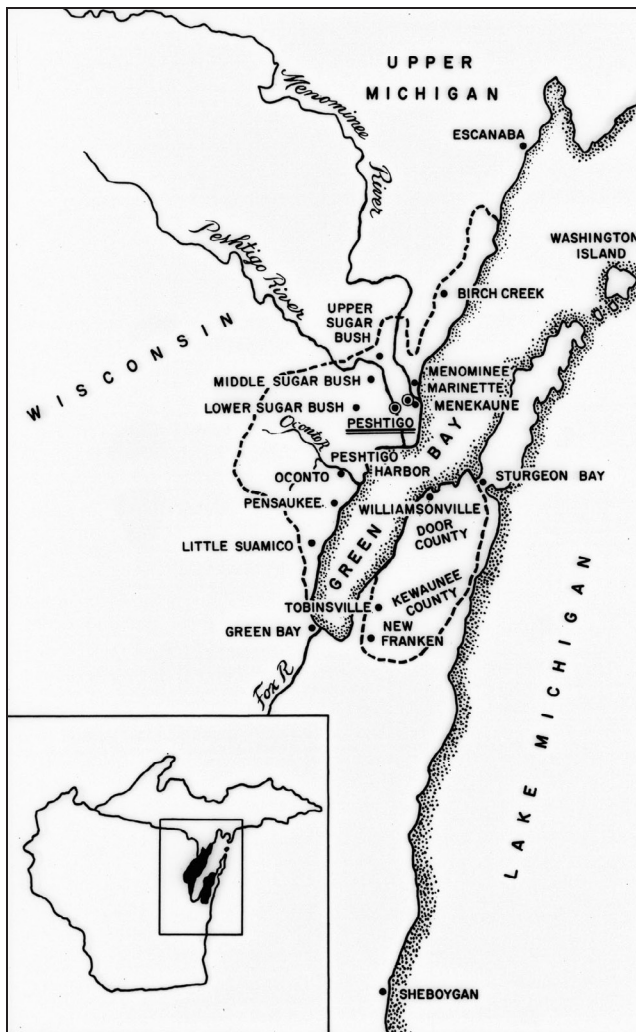 UPPER
MICHIGAN
Menominee
River
ESCANABA
WASHINGTON
ISLAND
Peshtigo River
BIRCH CREEK
UPPER
SUGAR
BUSH
WISCONSIN
MIDDLE SUGAR BUSH
MENOMINEE
MARINETTE
LOWER SUGAR BUSH
MENEKAUNE
PESHTIGO
Oconto R
PESHTIGO
HARBOR
OCONTO
STURGEON BAY
PENSAUKEE
WILLIAMSONVILLE
GREEN BAY
DOOR
COUNTY
LITTLE SUAMICO
KEWAUNEE
COUNTY
TOBINSVILLE
GREEN BAY
NEW
FRANKEN
Fox R
LAKE MICHIGAN
SHEBOYGAN